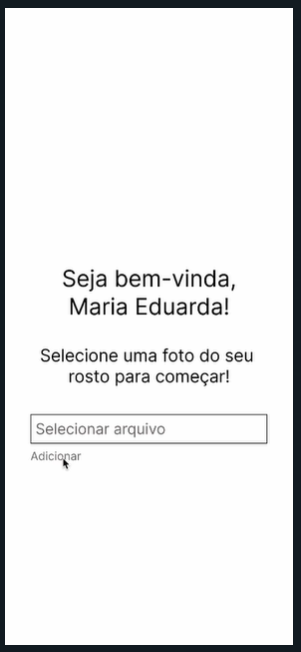 Seja bem-vinda,
Maria Eduarda!
Selecione uma foto do seu
rosto para começar!
Selecionar arquivo
Adicionar